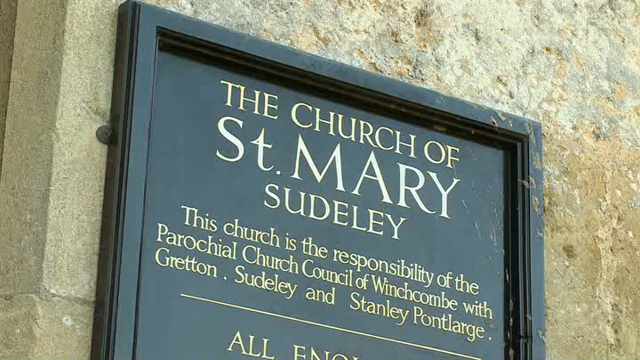 THE CHURCH OF
St. MARY
SUDELEY
This church is the responsibility of the
Parochial Church Council of Winchcombe with
Gretton . Sudeley and Stanley Pontlarge .
ALL